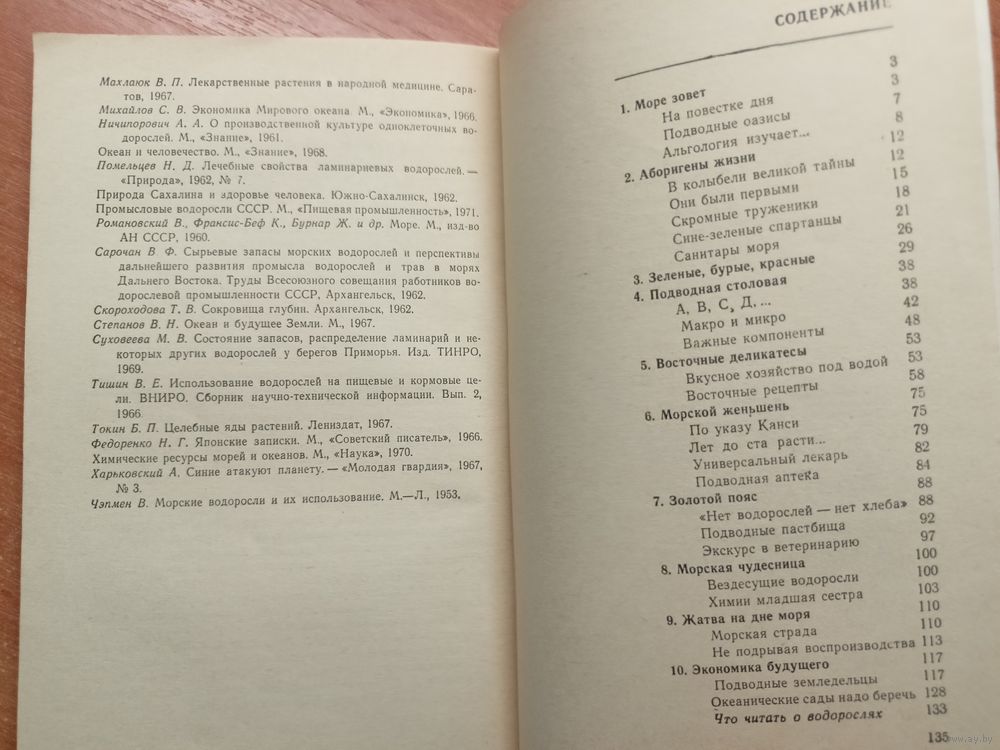 Махлаюк В. П. Лекарственные растения в народной медицине. Сара-
тов, 1967.
Михайлов С. В. Экономика Мирового океана. М., «Экономика», 1966.
Ничипорович А. А. О производственной культуре одноклеточных во-
дорослей. М., «Знание», 1961.
Океан и человечество. М., «Знание», 1968.
Помельцев Н. Д. Лечебные свойства ламинариевых водорослей. —
«Природа», 1962, № 7.
Природа Сахалина и здоровье человека. Южно-Сахалинск, 1962.
Промысловые водоросли СССР. М., «Пищевая промышленность», 1971.
Романовский В., Франсис-Беф К., Бурнар Ж. и др. Море. М., изд-во
АН СССР, 1960.
Сарочан В Ф. Сырьевые запасы морских водорослей и перспективы
дальнейшего развития промысла водорослей и трав в морях
Дальнего Востока. Труды Всесоюзного совещания работников во-
дорослевой промышленности СССР, Архангельск, 1962.
Скороходова Т. В. Сокровища глубин. Архангельск, 1962.
Степанов В. Н. Океан и будущее Земли. М., 1967.
Суховеева М. В. Состояние запасов, распределение ламинарий и не-
которых других водорослей у берегов Приморья. Изд. ТИНРО,
1969.
Тишин В. Е. Использование водорослей на пищевые и кормовые це-
ли. ВНИРО. Сборник научно-технической информации. Вып. 2,
1966
Токин Б. П. Целебные яды растений. Лениздат, 1967.
Федоренко Н. Г. Японские записки. М., «Советский писатель», 1966.
Химические ресурсы морей и океанов. М., «Наука», 1970.
Харьковский А. Синие атакуют планету. — «Молодая гвардия», 1967,
№ 3.
Чэпмен В. Морские водоросли и их использование. М.—Л., 1953.
СОДЕРЖАНИЕ
1. Море зовет 3
На повестке дня 3
Подводные оазисы 7
Альгология изучает... 8
2. Аборигены жизни 12
В колыбели великой тайны 12
Они были первыми 15
Скромные труженики 18
Сине-зеленые спартанцы 21
Санитары моря 26
3. Зеленые, бурые, красные 29
4. Подводная столовая 38
А, В, С, Д, ... 38
Макро и микро 42
Важные компоненты 48
5. Восточные деликатесы 53
Вкусное хозяйство под водой 53
Восточные рецепты 58
6. Морской женьшень 75
По указу Канси 75
Лет до ста расти... 79
Универсальный лекарь 82
Подводная аптека 84
7. Золотой пояс 88
«Нет водорослей — нет хлеба» 88
Подводные пастбища 92
Экскурс в ветеринарию 97
8. Морская чудесница 100
Вездесущие водоросли 100
Химии младшая сестра 103
9. Жатва на дне моря 110
Морская страда 110
Не подрывая воспроизводства 113
10. Экономика будущего 117
Подводные земледельцы 117
Океанические сады надо беречь 128
Что читать о водорослях 133
135
www.ay.by